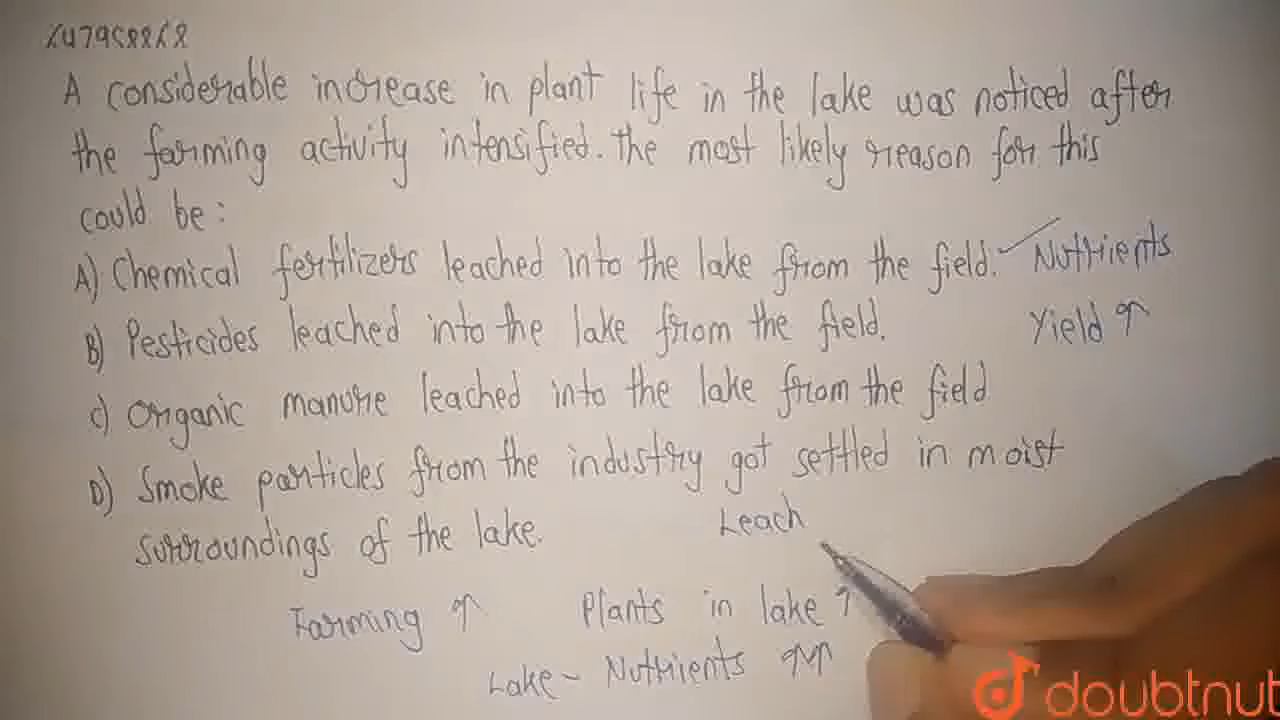 A considerable increase in plant life in the lake was noticed after
the farming activity intensified. The most likely reason for this
could be:
A) Chemical fertilizers leached into the lake from the field. ✓ Nutrients
B) Pesticides leached into the lake from the field. Yield ↑
C) Organic manure leached into the lake from the field
D) Smoke particles from the industry got settled in moist
surroundings of the lake. Leach
Farming ↑ Plants in lake ↑
Lake - Nutrients ↑↑↑
doubtnut